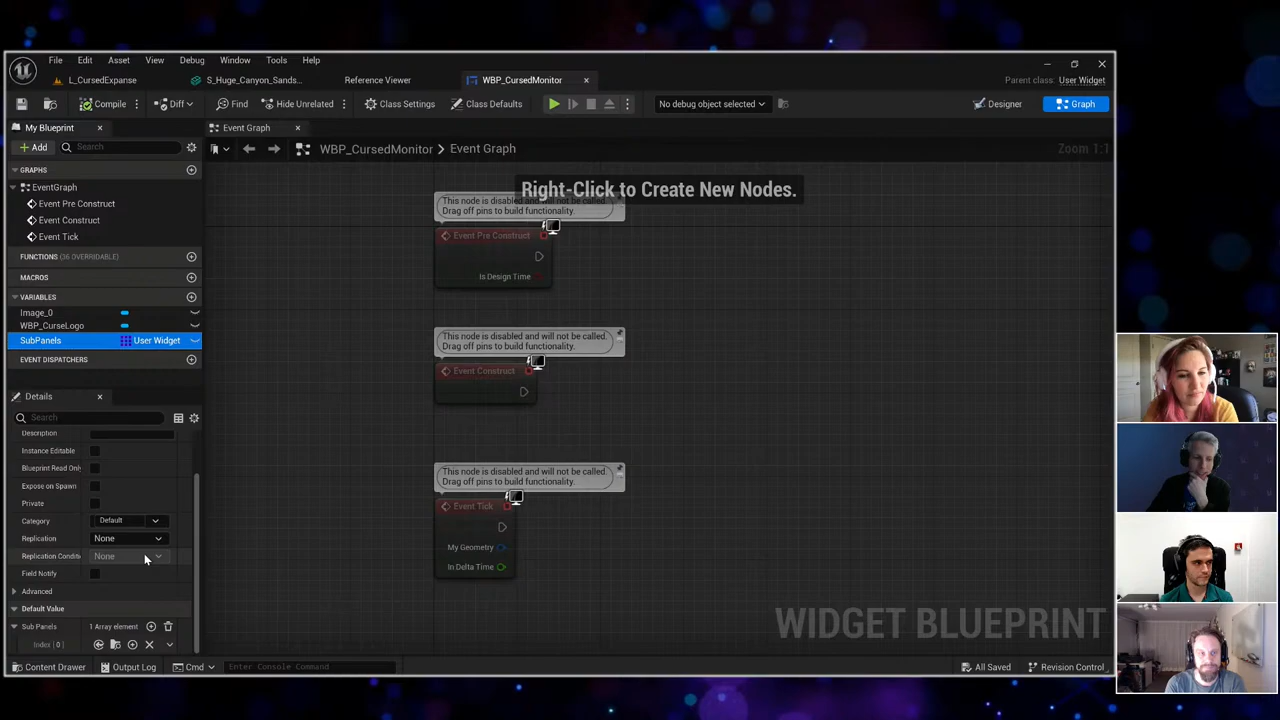 File Edit Asset View Debug Window Tools Help
L_CursedExpanse S_Huge_Canyon_Sands... Reference Viewer WBP_CursedMonitor Parent class: User Widget
Compile Diff Find Hide Unrelated Class Settings Class Defaults No debug object selected Designer Graph
My Blueprint Event Graph
Add Search WBP_CursedMonitor Event Graph Zoom 1:1
GRAPHS
Right-Click to Create New Nodes.
EventGraph
Event Pre Construct
Event Construct
Event Tick
FUNCTIONS (36 OVERRIDABLE)
MACROS
VARIABLES
Image_0
WBP_CurseLogo
SubPanels User Widget
EVENT DISPATCHERS
This node is disabled and will not be called.
Drag off pins to build functionality.
Event Pre Construct
Is Design Time
This node is disabled and will not be called.
Drag off pins to build functionality.
Event Construct
This node is disabled and will not be called.
Drag off pins to build functionality.
Event Tick
My Geometry
In Delta Time
Details
Search
Description
Instance Editable
Blueprint Read Only
Expose on Spawn
Private
Category Default
Replication None
Replication Conditi None
Field Notify
Advanced
Default Value
Sub Panels 1 Array element
Index [ 0 ]
WIDGET BLUEPRINT
Content Drawer Output Log Cmd Enter Console Command All Saved Revision Control